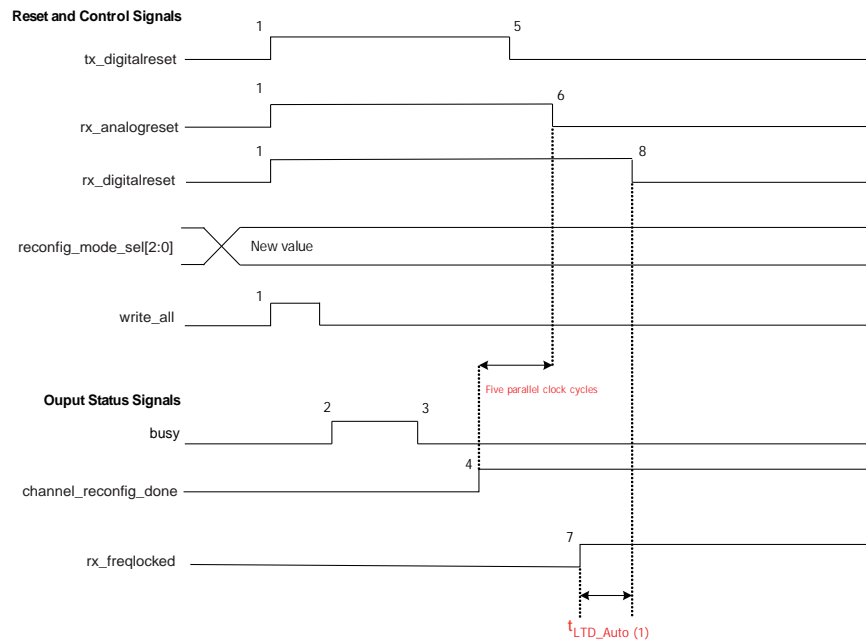 Reset and Control Signals
1
5
tx_digitalreset
1
6
rx_analogreset
1
8
rx_digitalreset
reconfig_mode_sel[2:0]
New value
1
write_all
Five parallel clock cycles
Ouput Status Signals
2
3
busy
4
channel_reconfig_done
7
rx_freqlocked
tLTD_Auto (1)